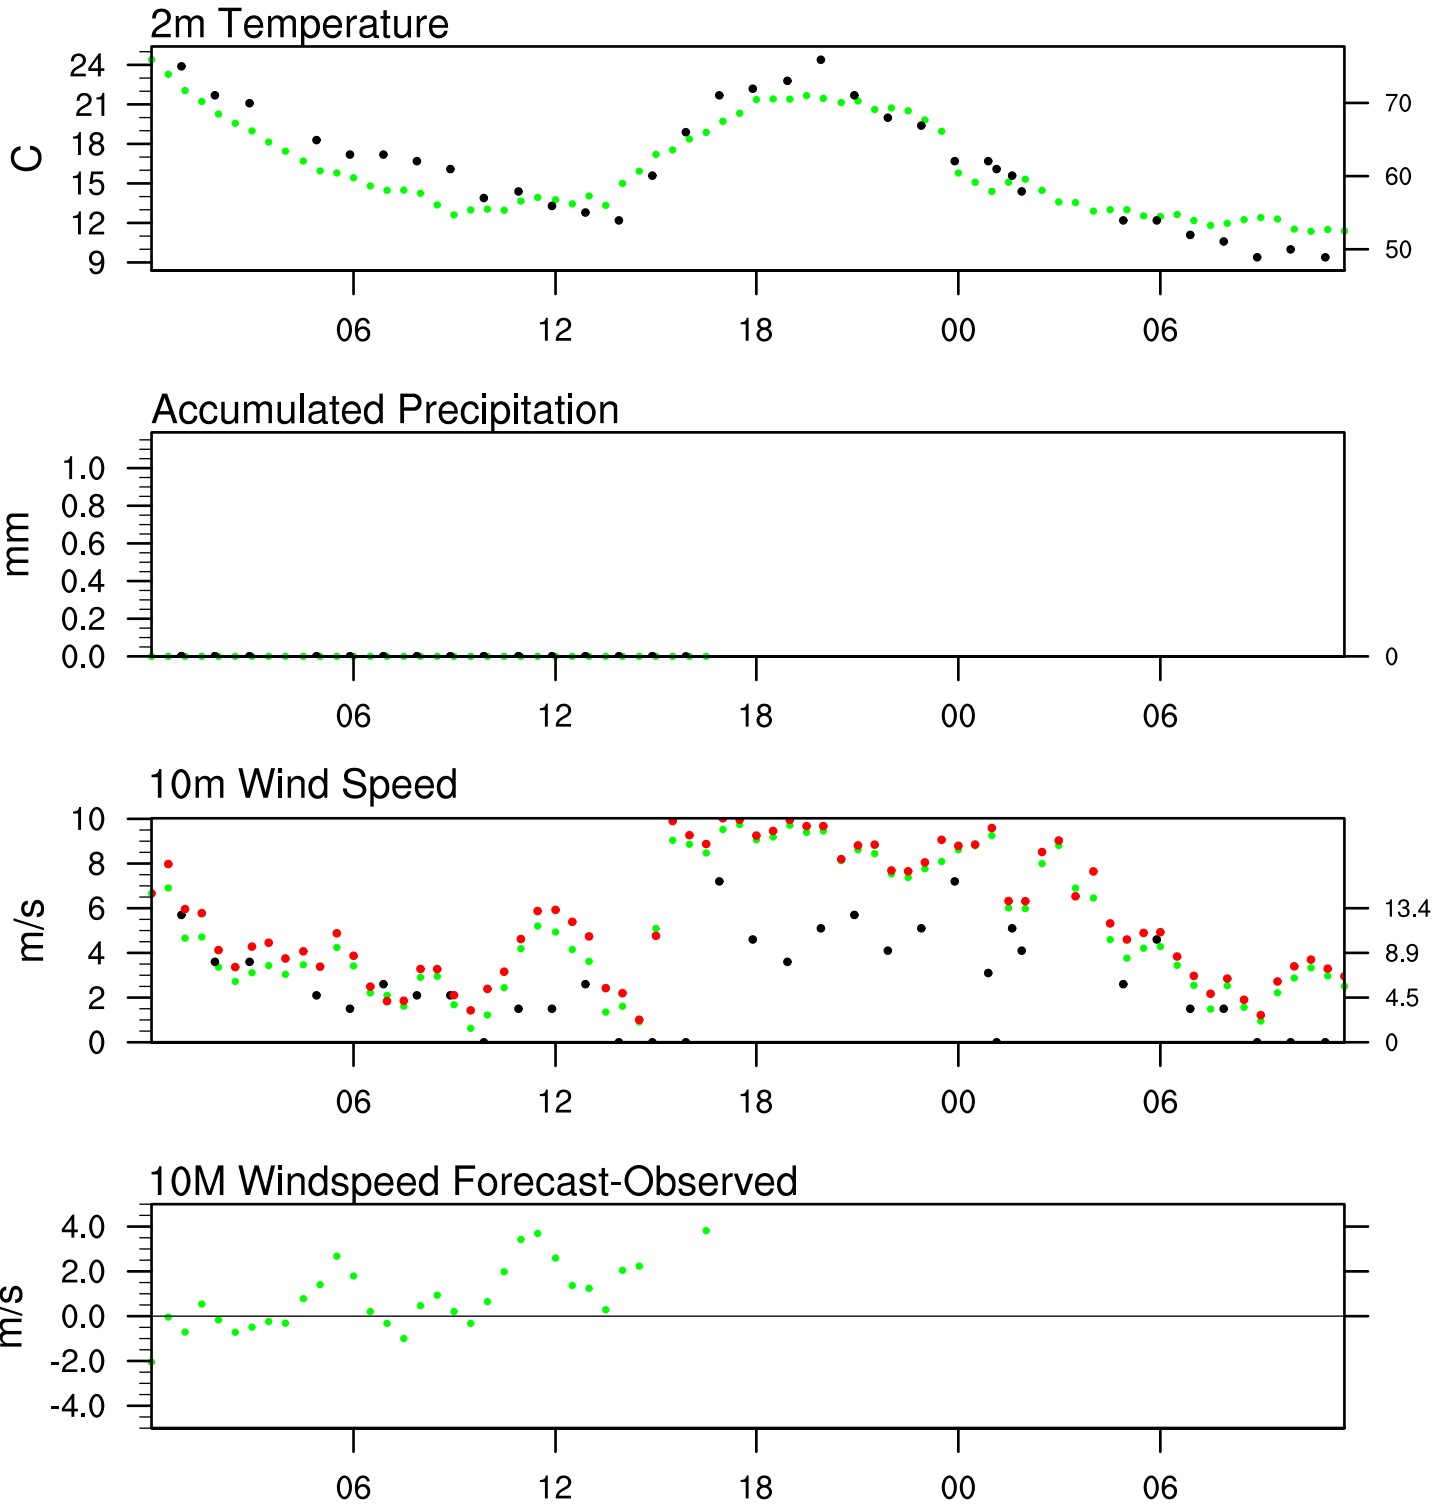 2m Temperature
24
21
18
15
12
9
C
70
60
50
06 12 18 00 06
Accumulated Precipitation
1.0
0.8
0.6
0.4
0.2
0.0
mm
0
06 12 18 00 06
10m Wind Speed
10
8
6
4
2
0
m/s
13.4
8.9
4.5
0
06 12 18 00 06
10M Windspeed Forecast-Observed
4.0
2.0
0.0
-2.0
-4.0
m/s
06 12 18 00 06